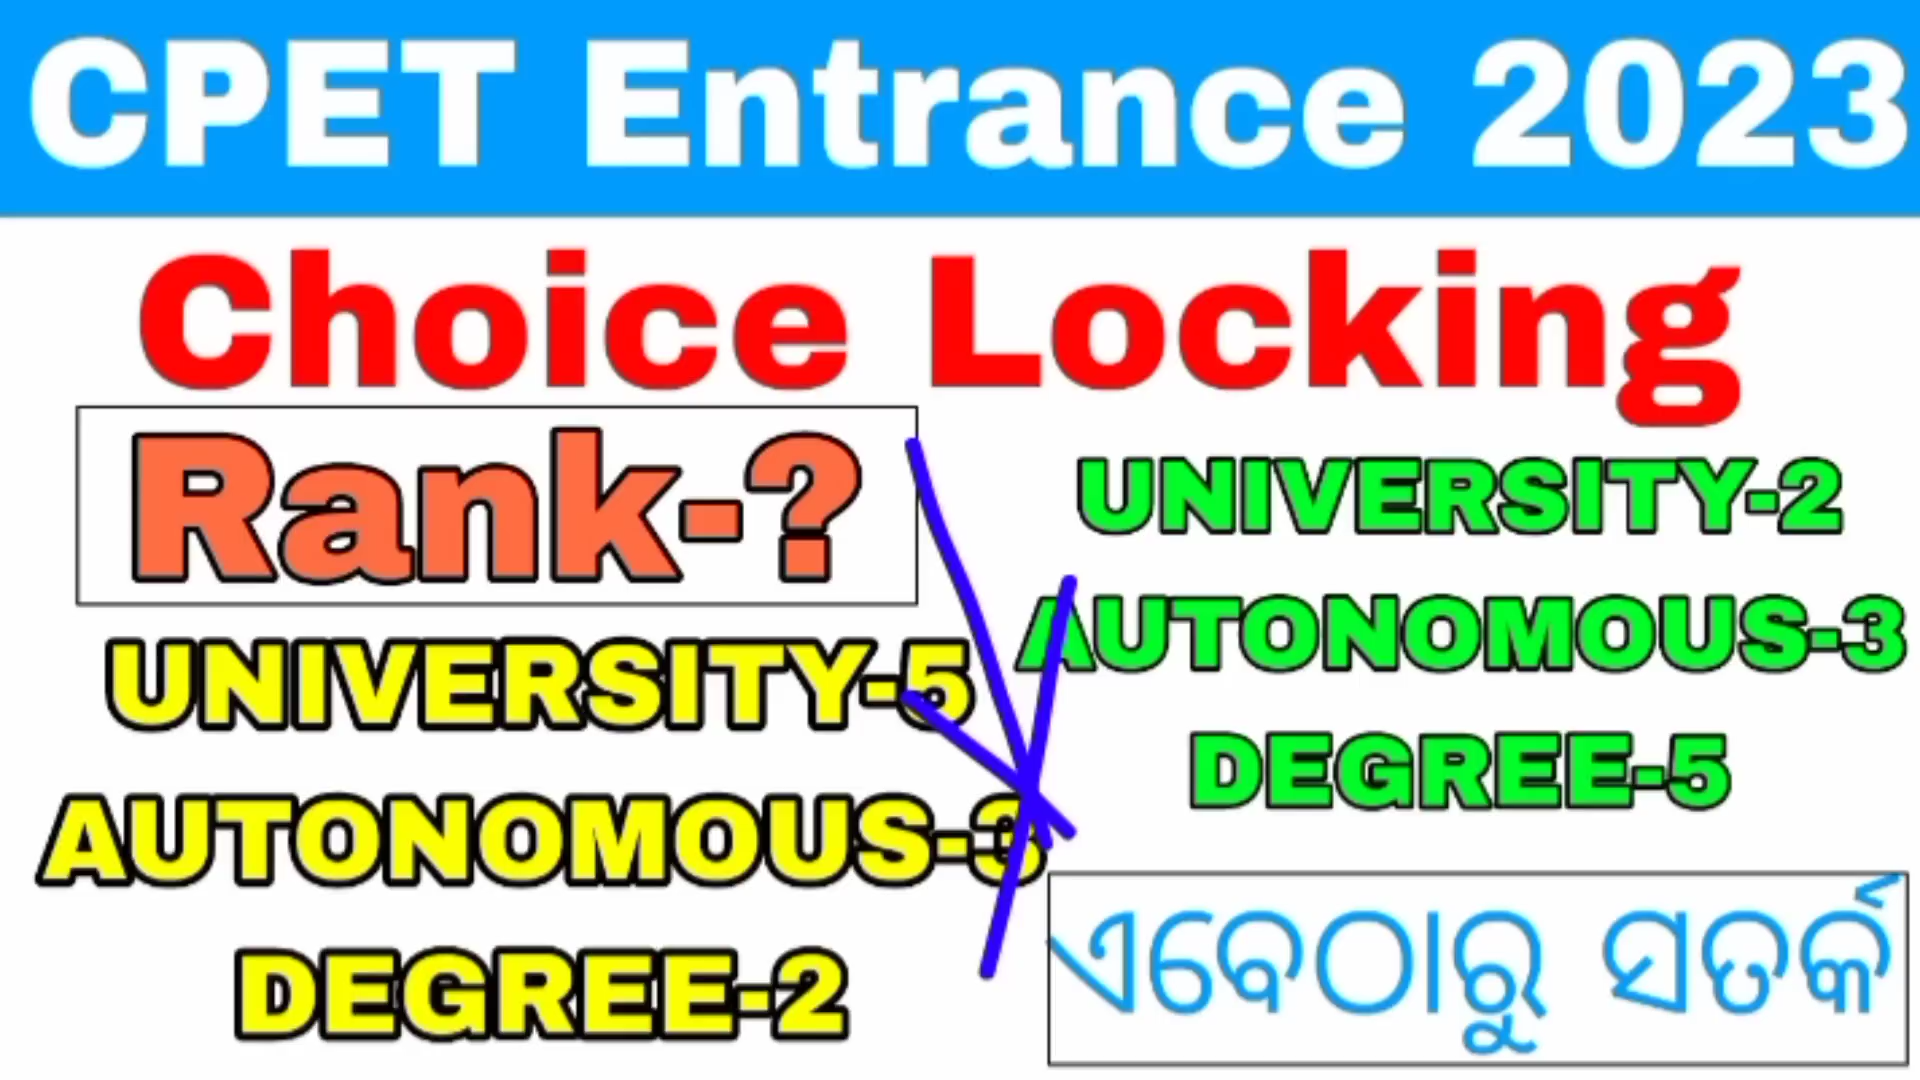 CPET Entrance 2023
Choice Locking
Rank-?
UNIVERSITY-5
AUTONOMOUS-3
DEGREE-2
UNIVERSITY-2
AUTONOMOUS-3
DEGREE-5
ଏବେଠାରୁ ସତର୍କ